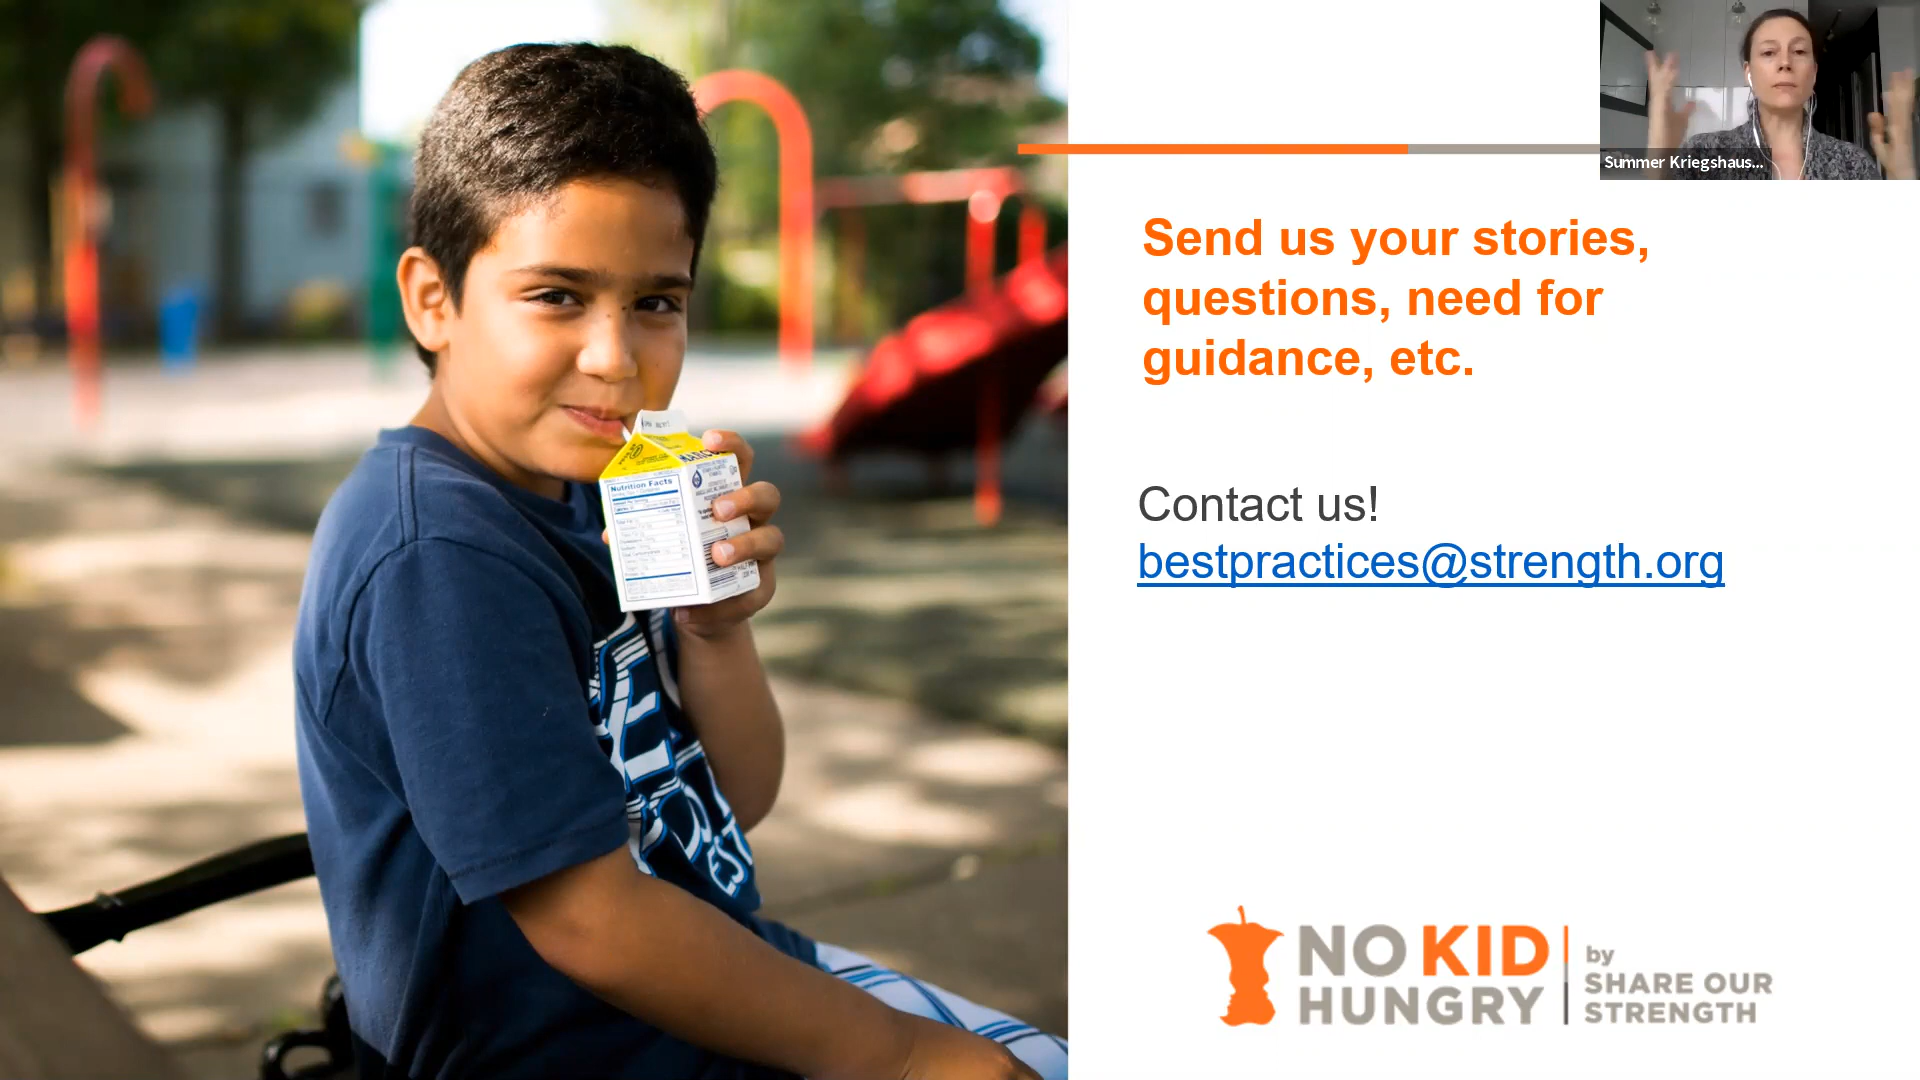 Summer Kriegshaus...
Send us your stories,
questions, need for
guidance, etc.
Contact us!
bestpractices@strength.org
Nutrition Facts
NO KID
HUNGRY
by
SHARE OUR
STRENGTH